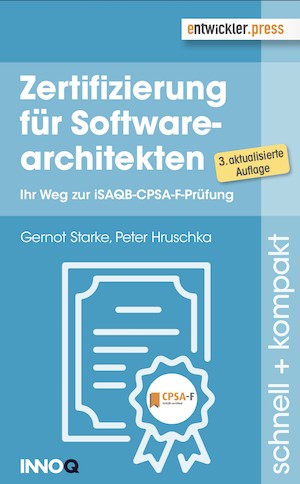 entwickler.press
Zertifizierung
für Software-
architekten
3. aktualisierte
Auflage
Ihr Weg zur iSAQB-CPSA-F-Prüfung
Gernot Starke, Peter Hruschka
schnell + kompakt
CPSA-F
INNOQ